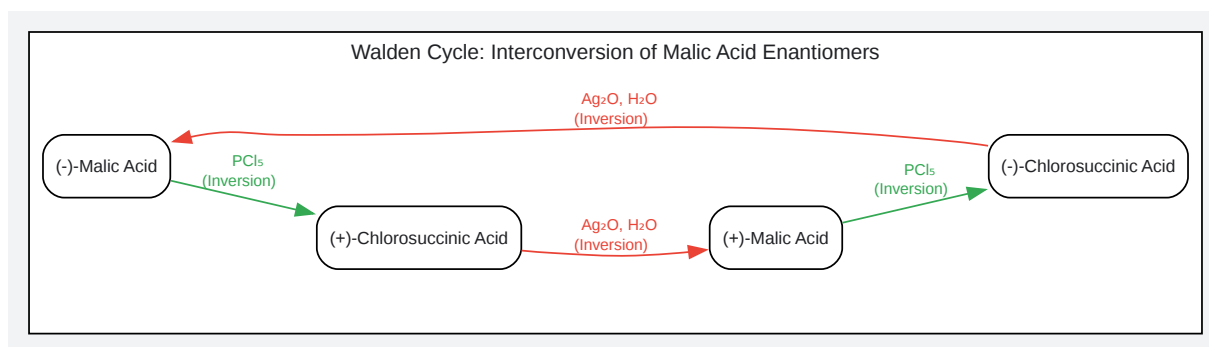 Walden Cycle: Interconversion of Malic Acid Enantiomers
Ag₂O, H₂O
(Inversion)
(-)-Malic Acid
PCl₅
(Inversion)
PCl₅
(Inversion)
(-)-Chlorosuccinic Acid
(+)-Chlorosuccinic Acid
Ag₂O, H₂O
(Inversion)
(+)-Malic Acid